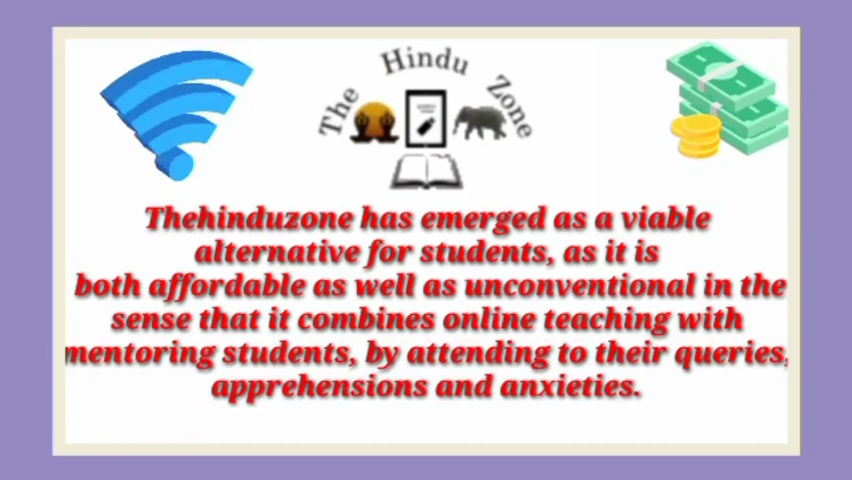 The Hindu Zone
Thehinduzone has emerged as a viable
alternative for students, as it is
both affordable as well as unconventional in the
sense that it combines online teaching with
mentoring students, by attending to their queries,
apprehensions and anxieties.